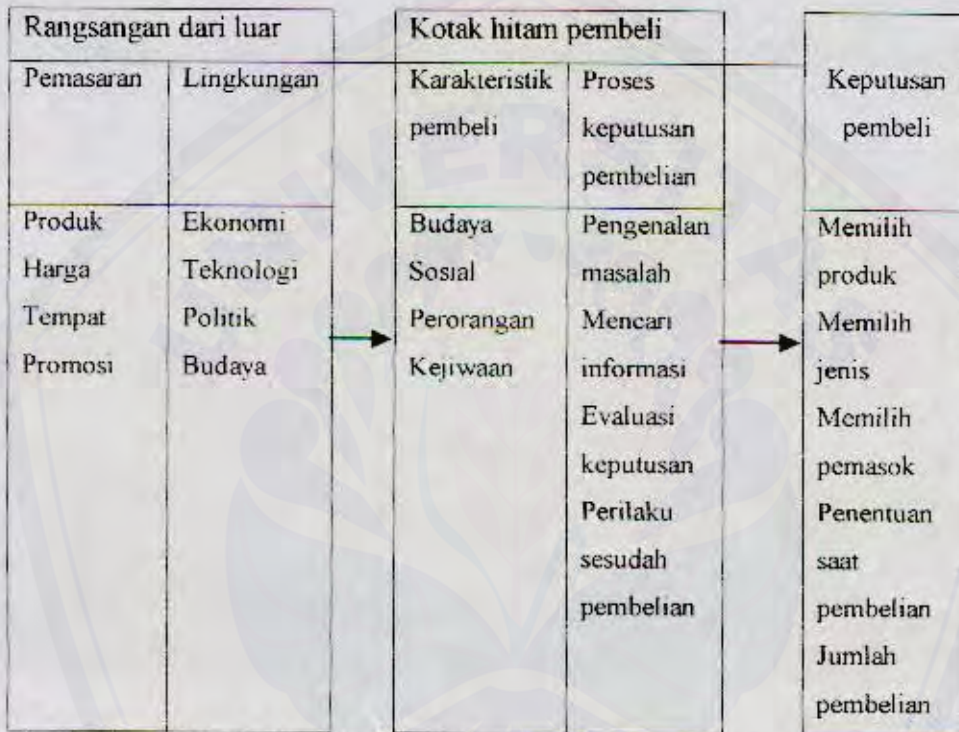 Rangsangan dari luar
Pemasaran
Lingkungan
Produk
Harga
Tempat
Promosi
Ekonomi
Teknologi
Politik
Budaya
Kotak hitam pembeli
Karakteristik
pembeli
Proses
keputusan
pembelian
Budaya
Sosial
Perorangan
Kejiwaan
Pengenalan
masalah
Mencari
informasi
Evaluasi
keputusan
Perilaku
sesudah
pembelian
Keputusan
pembeli
Memilih
produk
Memilih
jenis
Memilih
pemasok
Penentuan
saat
pembelian
Jumlah
pembelian